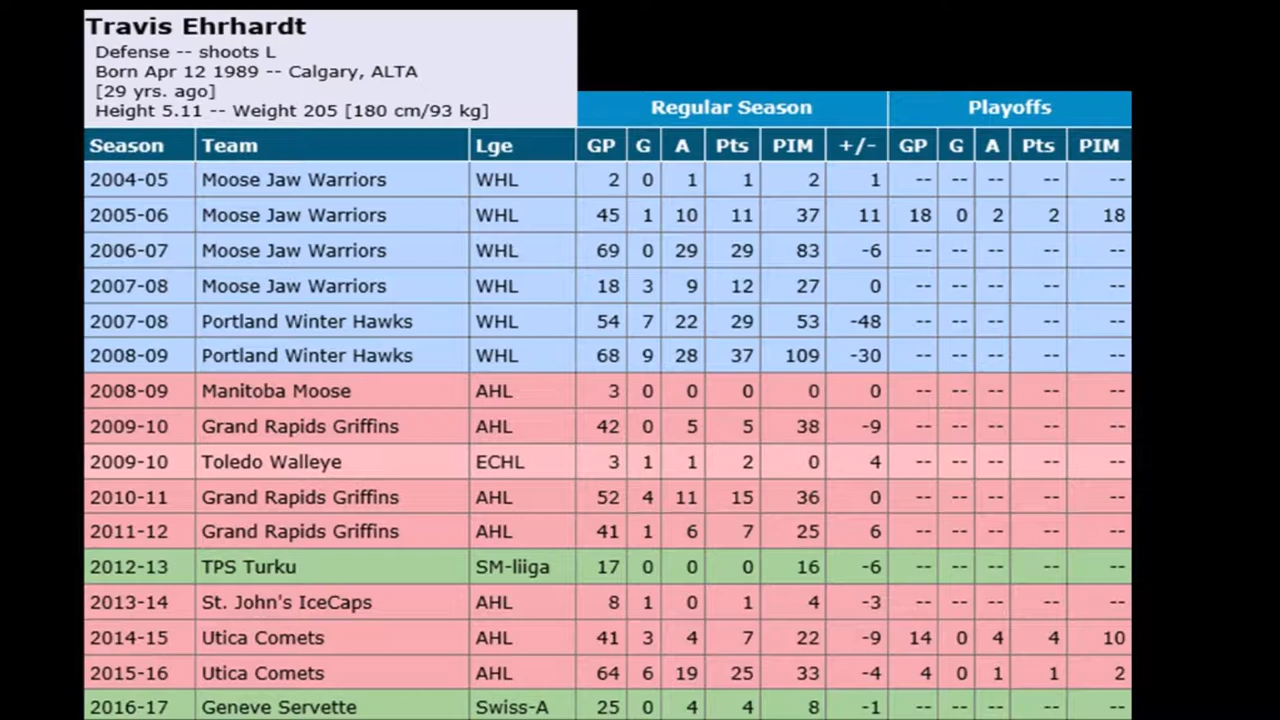 Travis Ehrhardt
Defense -- shoots L
Born Apr 12 1989 -- Calgary, ALTA
[29 yrs. ago]
Height 5.11 -- Weight 205 [180 cm/93 kg]
Regular Season Playoffs
Season Team Lge GP G A Pts PIM +/- GP G A Pts PIM
2004-05 Moose Jaw Warriors WHL 2 0 1 1 2 1 -- -- -- -- --
2005-06 Moose Jaw Warriors WHL 45 1 10 11 37 11 18 0 2 2 18
2006-07 Moose Jaw Warriors WHL 69 0 29 29 83 -6 -- -- -- -- --
2007-08 Moose Jaw Warriors WHL 18 3 9 12 27 0 -- -- -- -- --
2007-08 Portland Winter Hawks WHL 54 7 22 29 53 -48 -- -- -- -- --
2008-09 Portland Winter Hawks WHL 68 9 28 37 109 -30 -- -- -- -- --
2008-09 Manitoba Moose AHL 3 0 0 0 0 0 -- -- -- -- --
2009-10 Grand Rapids Griffins AHL 42 0 5 5 38 -9 -- -- -- -- --
2009-10 Toledo Walleye ECHL 3 1 1 2 0 4 -- -- -- -- --
2010-11 Grand Rapids Griffins AHL 52 4 11 15 36 0 -- -- -- -- --
2011-12 Grand Rapids Griffins AHL 41 1 6 7 25 6 -- -- -- -- --
2012-13 TPS Turku SM-liiga 17 0 0 0 16 -6 -- -- -- -- --
2013-14 St. John's IceCaps AHL 8 1 0 1 4 -3 -- -- -- -- --
2014-15 Utica Comets AHL 41 3 4 7 22 -9 14 0 4 4 10
2015-16 Utica Comets AHL 64 6 19 25 33 -4 4 0 1 1 2
2016-17 Geneve Servette Swiss-A 25 0 4 4 8 -1 -- -- -- -- --